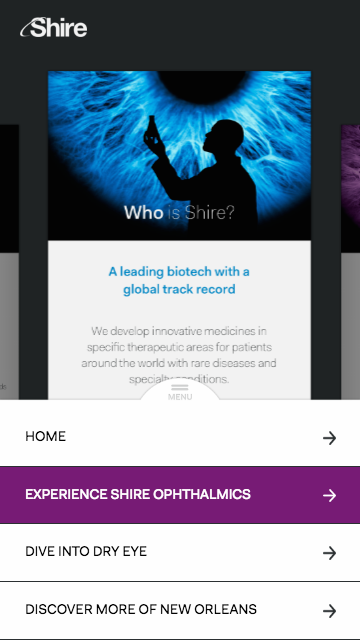 Shire
Who is Shire?
A leading biotech with a
global track record
We develop innovative medicines in
specific therapeutic areas for patients
around the world with rare diseases and
specialty conditions.
MENU
HOME
EXPERIENCE SHIRE OPHTHALMICS
DIVE INTO DRY EYE
DISCOVER MORE OF NEW ORLEANS